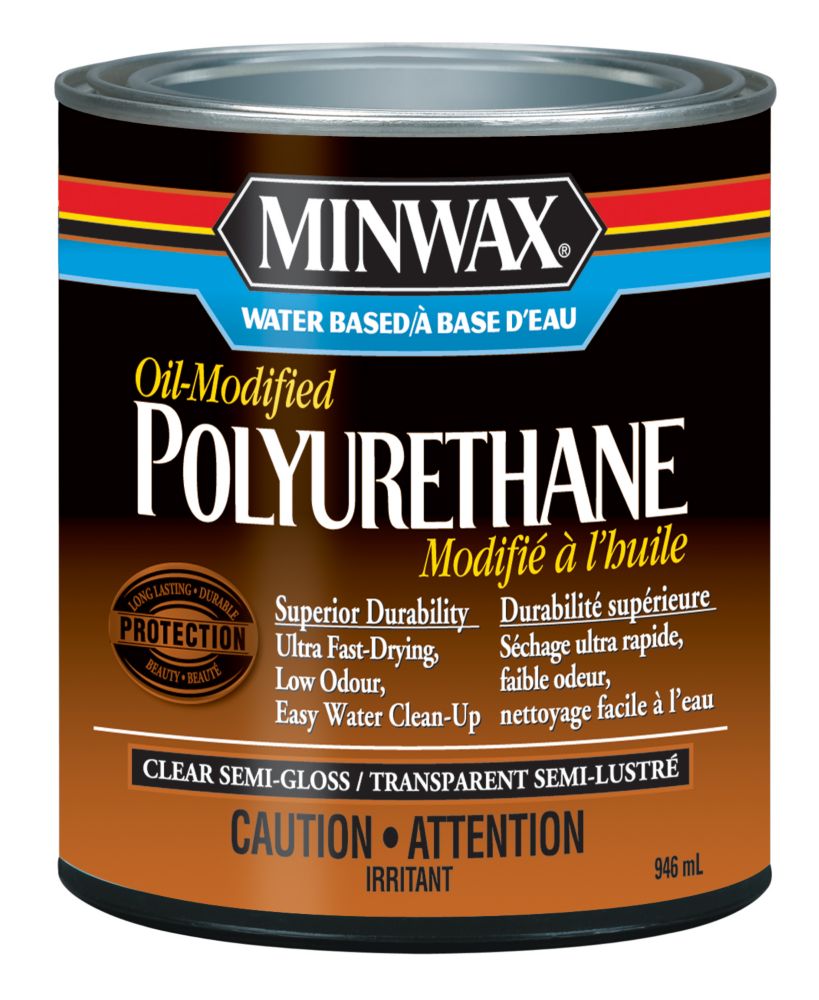 MINWAX®
WATER BASED/À BASE D'EAU
Oil-Modified
POLYURETHANE
Modifié à l'huile
LONG LASTING • DURABLE
PROTECTION
BEAUTY • BEAUTÉ
Superior Durability
Ultra Fast-Drying,
Low Odour,
Easy Water Clean-Up
Durabilité supérieure
Séchage ultra rapide,
faible odeur,
nettoyage facile à l'eau
CLEAR SEMI-GLOSS / TRANSPARENT SEMI-LUSTRÉ
CAUTION • ATTENTION
IRRITANT
946 mL